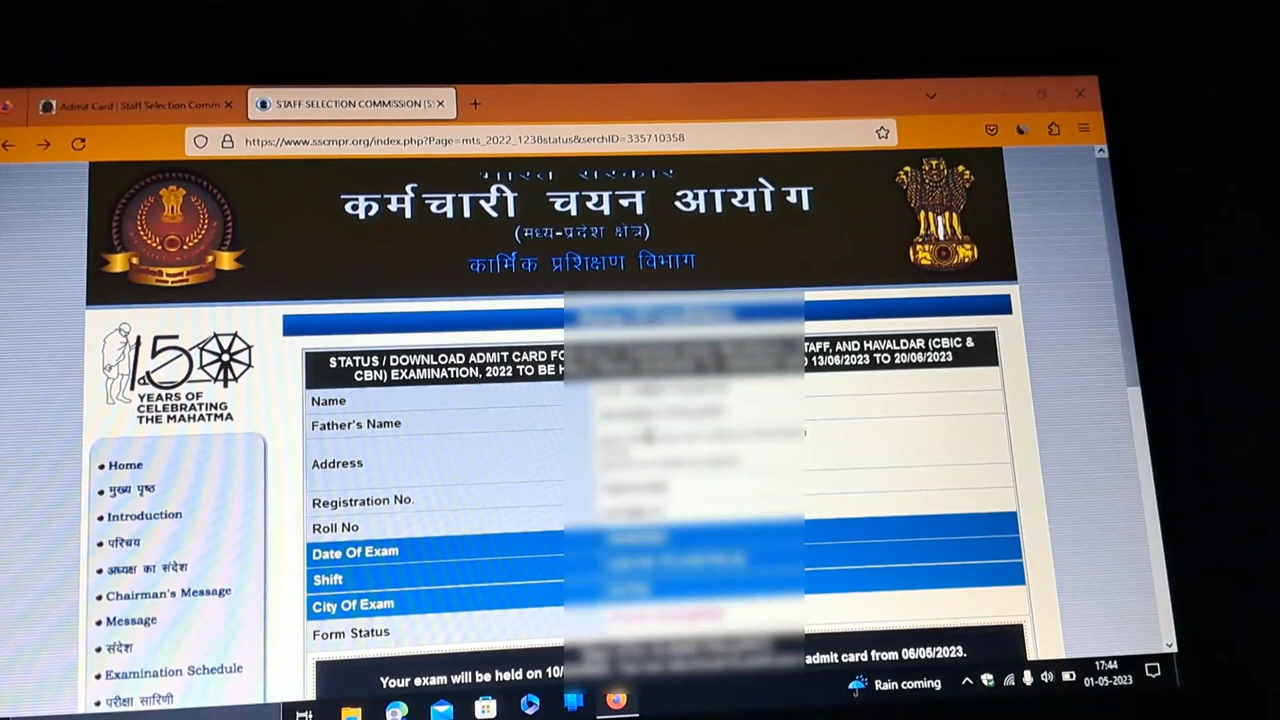 Admit Card | Staff Selection Comm
STAFF SELECTION COMMISSION (S
https://www.sscmpr.org/index.php?Page=mts_2022_1238status&serchID=335710358
कर्मचारी चयन आयोग
(मध्य-प्रदेश क्षेत्र)
कार्मिक प्रशिक्षण विभाग
150
YEARS OF
CELEBRATING
THE MAHATMA
Home
मुख्य पृष्ठ
Introduction
परिचय
अध्यक्ष का संदेश
Chairman's Message
Message
संदेश
Examination Schedule
परीक्षा सारिणी
STATUS / DOWNLOAD ADMIT CARD FO TAFF, AND HAVALDAR (CBIC &
CBN) EXAMINATION, 2022 TO BE 13/06/2023 TO 20/06/2023
Name
Father's Name
Address
Registration No.
Roll No
Date Of Exam
Shift
City Of Exam
Form Status
Your exam will be held on 10/ admit card from 06/05/2023.
Rain coming
17:44
01-05-2023